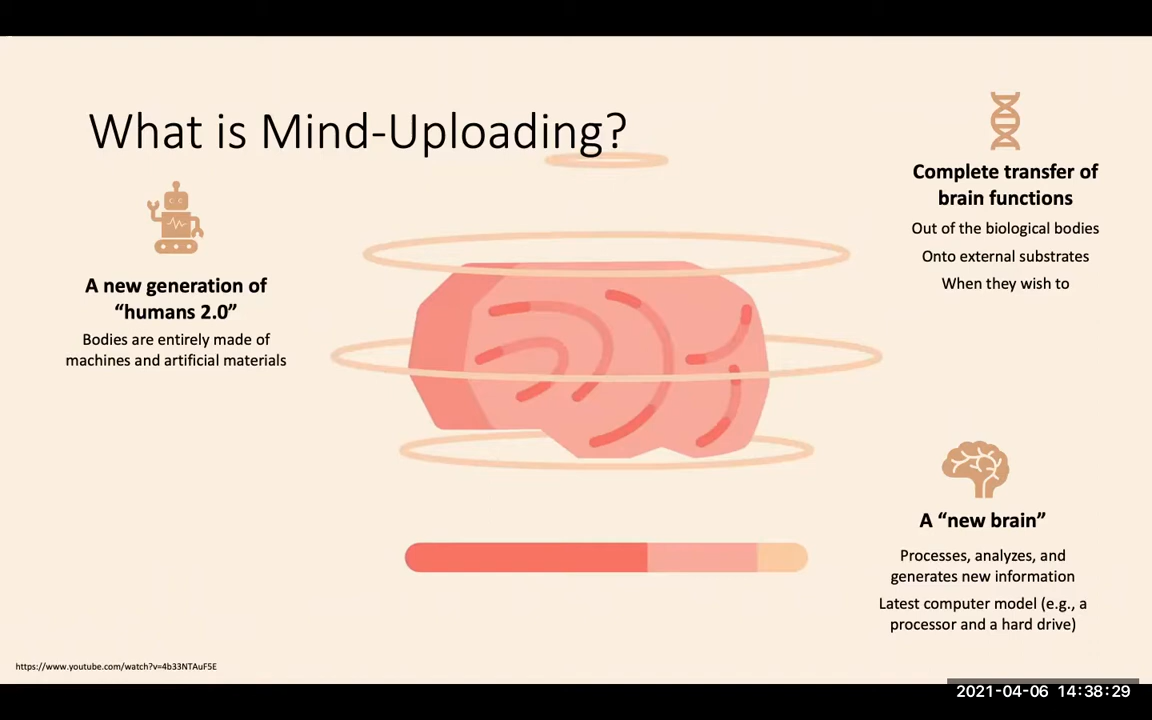 What is Mind-Uploading?
A new generation of
“humans 2.0”
Bodies are entirely made of
machines and artificial materials
Complete transfer of
brain functions
Out of the biological bodies
Onto external substrates
When they wish to
A “new brain”
Processes, analyzes, and
generates new information
Latest computer model (e.g., a
processor and a hard drive)
https://www.youtube.com/watch?v=4b33NTAuF5E
2021-04-06 14:38:29